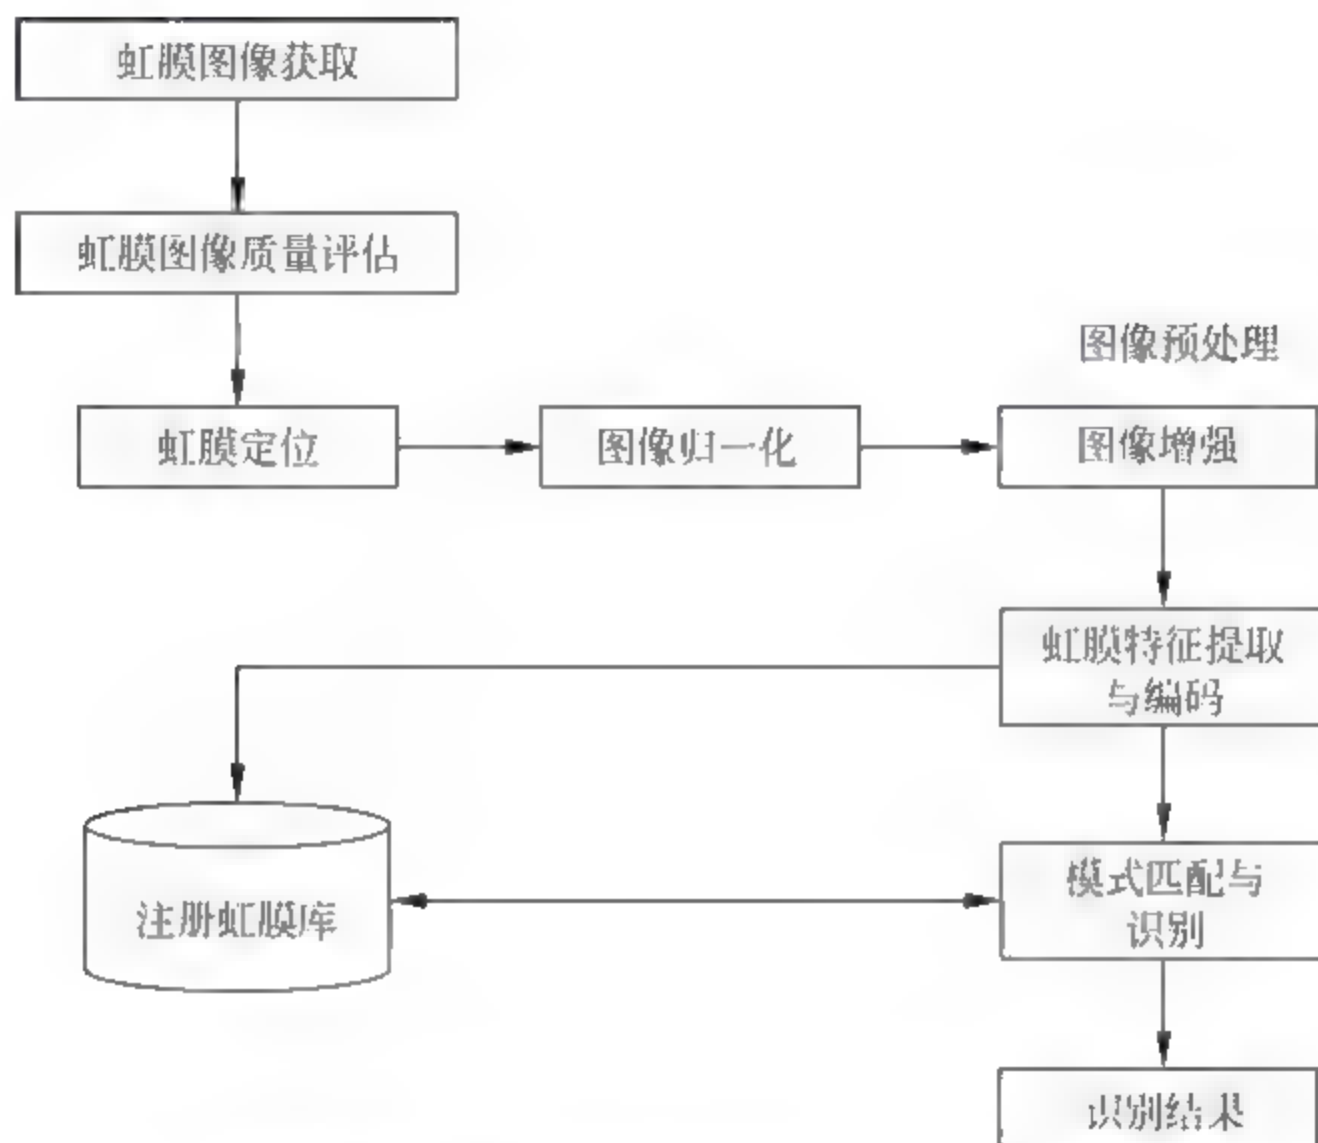 虹膜图像获取
虹膜图像质量评估
图像预处理
虹膜定位
图像归一化
图像增强
虹膜特征提取
与编码
注册虹膜库
模式匹配与
识别
识别结果